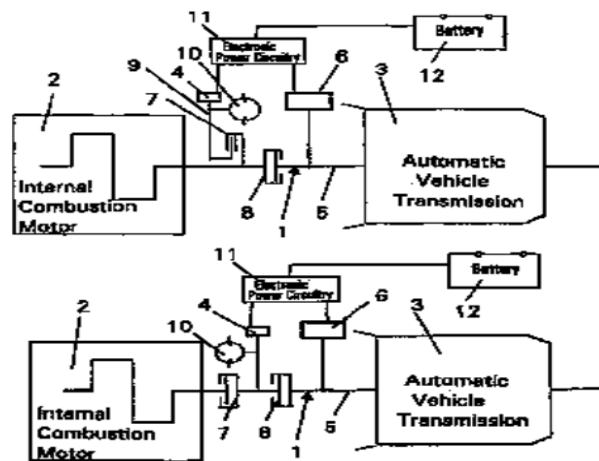 11
Electronic
Power Circuitry
Battery
12
2
9
4
10
7
6
3
Internal
Combustion
Motor
8
1
5
Automatic
Vehicle
Transmission
11
Electronic
Power Circuitry
Battery
12
2
10
4
6
3
Internal
Combustion
Motor
7
8
1
5
Automatic
Vehicle
Transmission